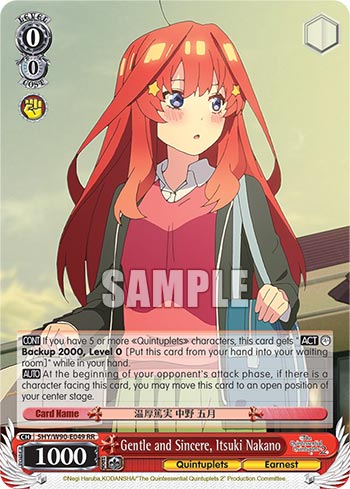 0
LEVEL
0
COST
SAMPLE
CONT If you have 5 or more «Quintuplets» characters, this card gets " ACT
Backup 2000, Level 0 [Put this card from your hand into your waiting
room]" while in your hand.
AUTO At the beginning of your opponent's attack phase, if there is a
character facing this card, you may move this card to an open position of
your center stage.
Card Name 温厚篤実 中野 五月
CH 5HY/W90-E049 RR
Gentle and Sincere, Itsuki Nakano
1000
Quintuplets
Earnest
©Negi Haruba,KODANSHA/"The Quintessential Quintuplets 2" Production Committee.